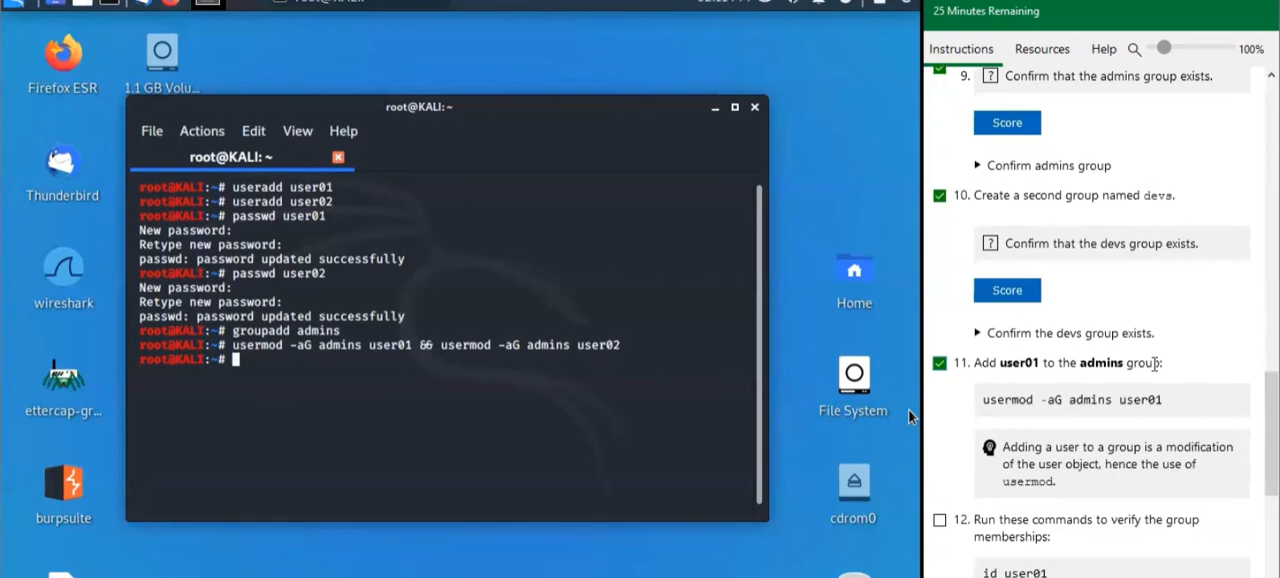 25 Minutes Remaining
Instructions
Resources
Help
100%
Firefox ESR
1.1 GB Volu...
Thunderbird
wireshark
ettercap-gr...
burpsuite
Home
File System
cdrom0
root@KALI:~
File Actions Edit View Help
root@KALI: ~
root@KALI:~# useradd user01
root@KALI:~# useradd user02
root@KALI:~# passwd user01
New password:
Retype new password:
passwd: password updated successfully
root@KALI:~# passwd user02
New password:
Retype new password:
passwd: password updated successfully
root@KALI:~# groupadd admins
root@KALI:~# usermod -aG admins user01 && usermod -aG admins user02
root@KALI:~#
9. ? Confirm that the admins group exists.
Score
Confirm admins group
10. Create a second group named devs.
? Confirm that the devs group exists.
Score
Confirm the devs group exists.
11. Add user01 to the admins group:
usermod -aG admins user01
Adding a user to a group is a modification
of the user object, hence the use of
usermod.
12. Run these commands to verify the group
memberships:
id user01